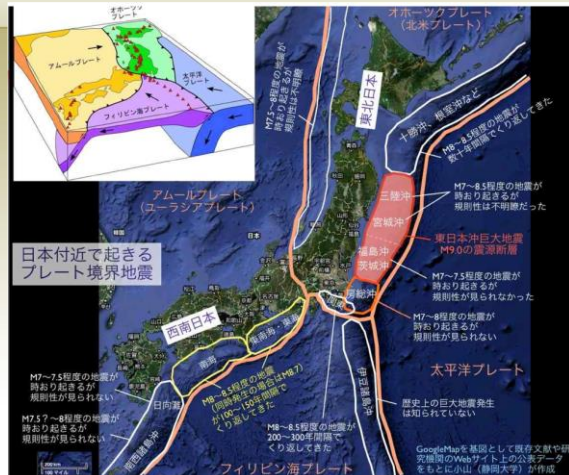 オホーツクプレート
アムールプレート
太平洋
プレート
フィリピン海プレート
オホーツクプレート
(北米プレート)
M7.5〜8程度の地震が
時おり起きるが
規則性は不明瞭
東北日本
十勝沖、根室沖など
M8〜8.5程度の地震が
数十年間隔でくり返してきた
アムールプレート
(ユーラシアプレート)
三陸沖
宮城沖
福島沖
茨城沖
房総沖
M7〜8.5程度の地震が
時おり起きるが
規則性は不明瞭だった
東日本沖巨大地震
M9.0の震源断層
M7〜7.5程度の地震が
時おり起きるが
規則性が見られなかった
M7〜8程度の地震が
時おり起きるが
規則性が見られない
日本付近で起きる
プレート境界地震
西南日本
南海
東南海・東海
M8〜8.5程度の地震
(同時発生の場合はM8.7)
が100〜150年間隔で
くり返してきた
M7〜7.5程度の地震が
時おり起きるが
規則性が見られない
日向灘
M7.5?〜8程度の地震が
時おり起きるが
規則性が見られない
南西諸島沖
関東
M8〜8.5程度の地震が
200〜300年間隔で
くり返してきた
伊豆小笠原諸島沖
歴史上の巨大地震発生
は知られていない
太平洋プレート
フィリピン海プレート
GoogleMapを基図として既存文献や研
究機関のWebサイト上の公表データ
をもとに小山(静岡大学)が作成